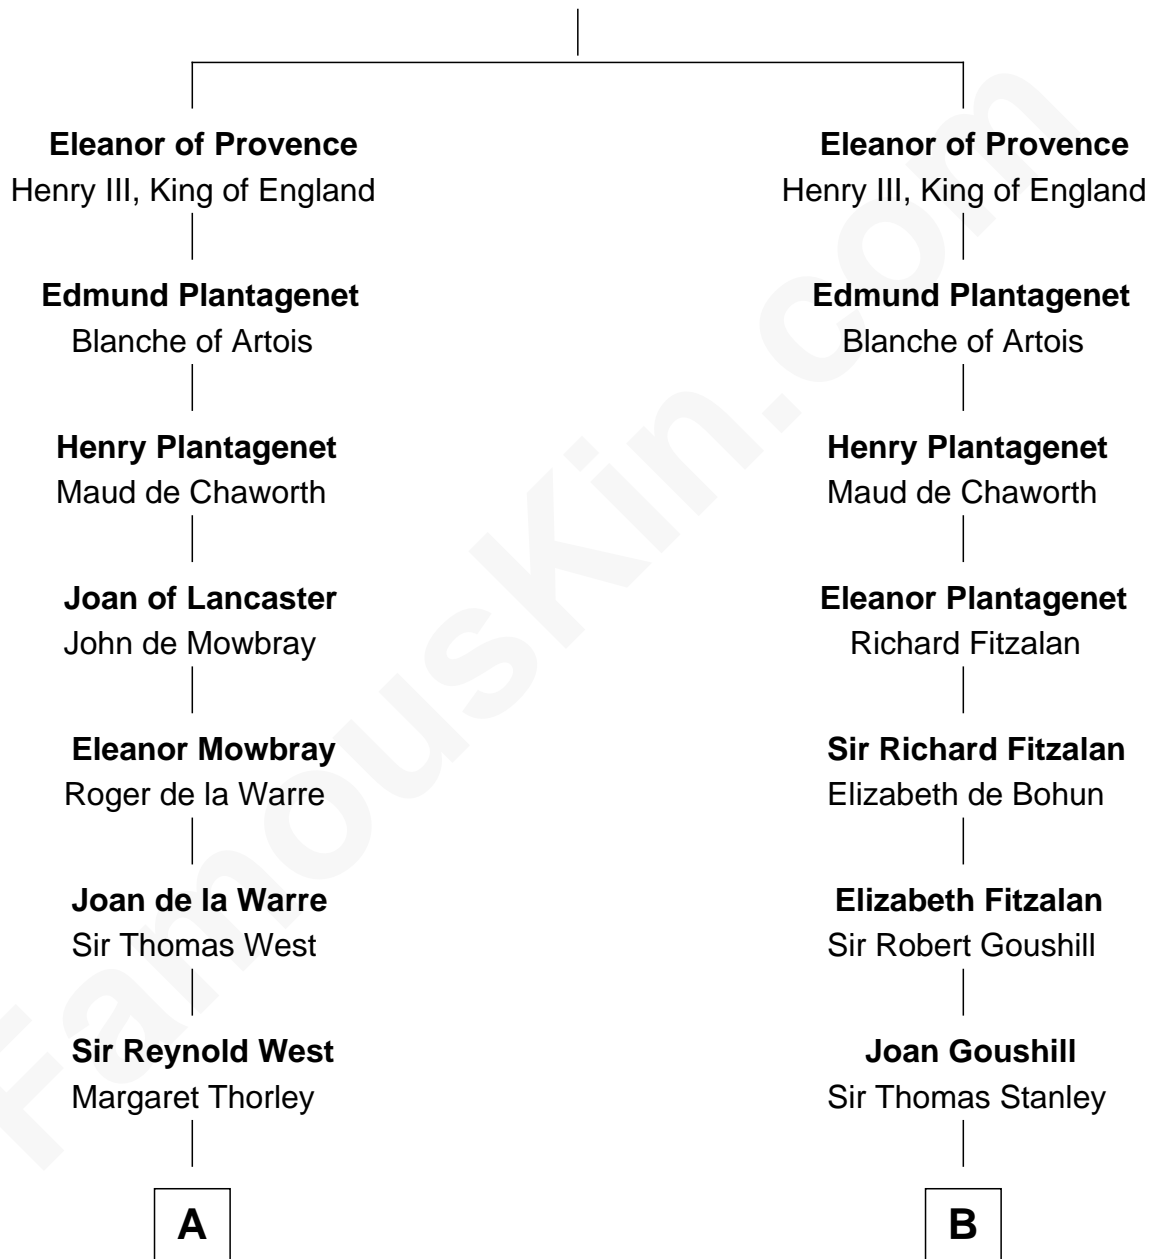 Eleanor of Provence
Henry III, King of England
Edmund Plantagenet
Blanche of Artois
Henry Plantagenet
Maud de Chaworth
Joan of Lancaster
John de Mowbray
Eleanor Mowbray
Roger de la Warre
Joan de la Warre
Sir Thomas West
Sir Reynold West
Margaret Thorley
A
Eleanor of Provence
Henry III, King of England
Edmund Plantagenet
Blanche of Artois
Henry Plantagenet
Maud de Chaworth
Eleanor Plantagenet
Richard Fitzalan
Sir Richard Fitzalan
Elizabeth de Bohun
Elizabeth Fitzalan
Sir Robert Goushill
Joan Goushill
Sir Thomas Stanley
B
FamousKin.com